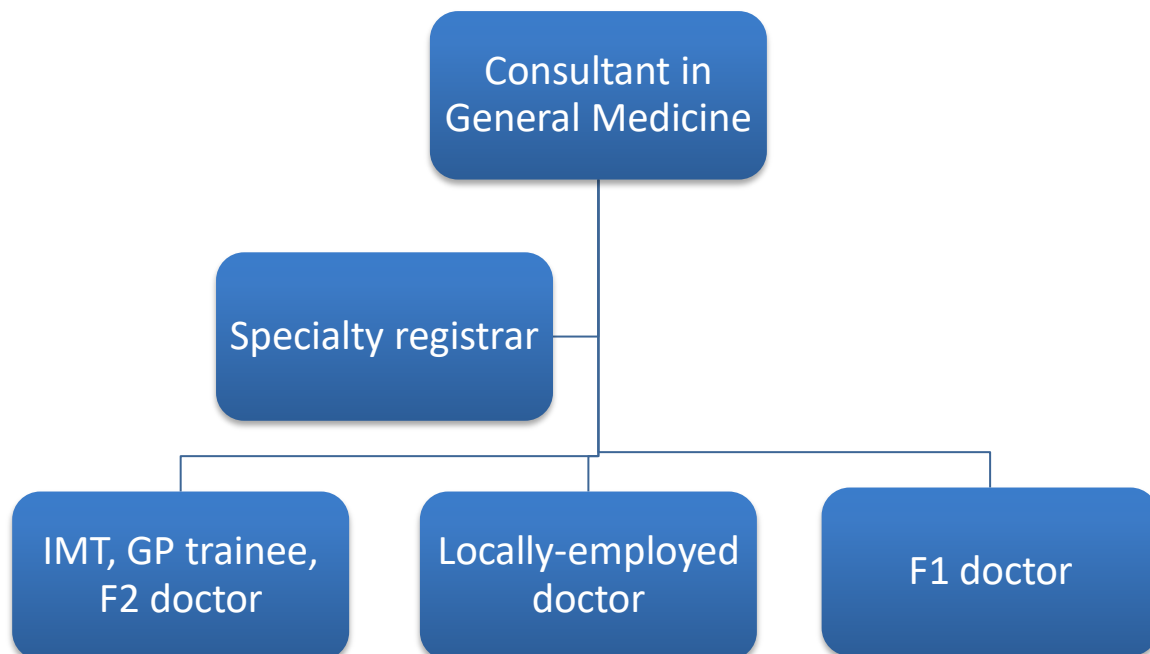 Consultant in
General Medicine
Specialty registrar
IMT, GP trainee,
F2 doctor
Locally-employed
doctor
F1 doctor